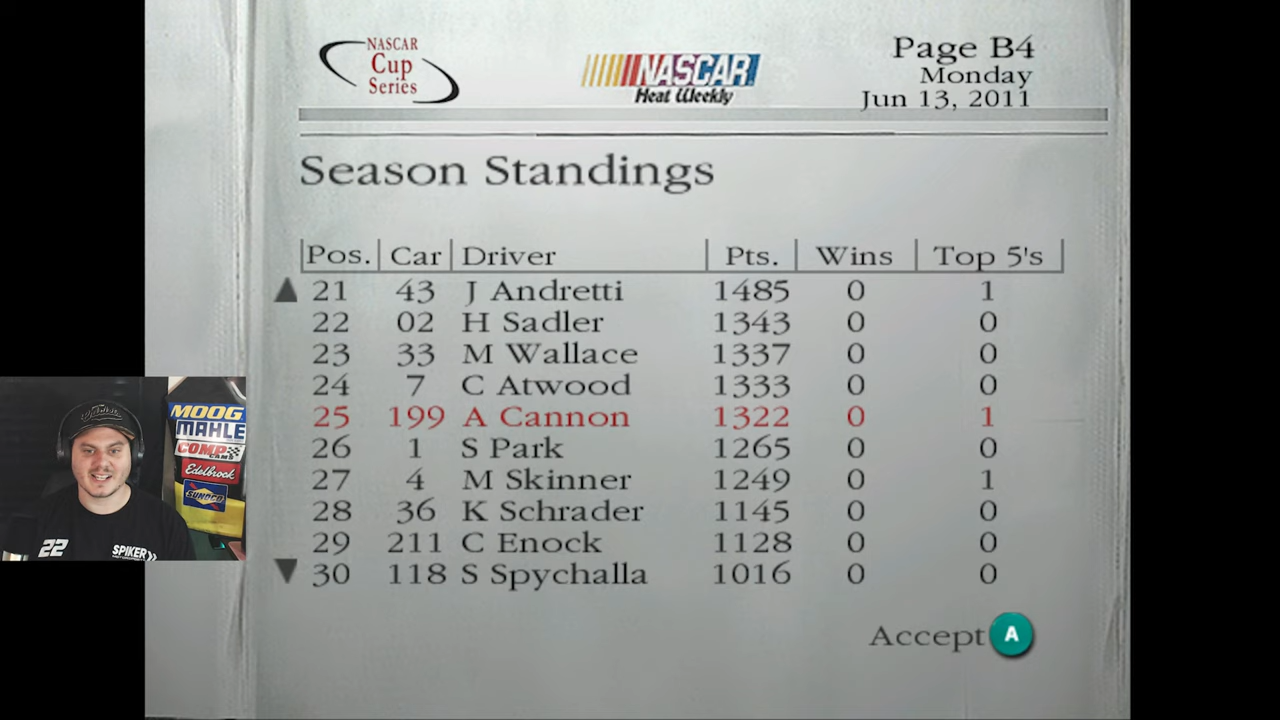 NASCAR
Cup
Series
NASCAR
Heat Weekly
Page B4
Monday
Jun 13, 2011
Season Standings
Pos. Car Driver Pts. Wins Top 5's
21 43 J Andretti 1485 0 1
22 02 H Sadler 1343 0 0
23 33 M Wallace 1337 0 0
24 7 C Atwood 1333 0 0
25 199 A Cannon 1322 0 1
26 1 S Park 1265 0 0
27 4 M Skinner 1249 0 1
28 36 K Schrader 1145 0 0
29 211 C Enock 1128 0 0
30 118 S Spychalla 1016 0 0
Accept A
MOOG
MAHLE
COMP
CAMS
Edelbrock
SUNOCO
22
SPIKER